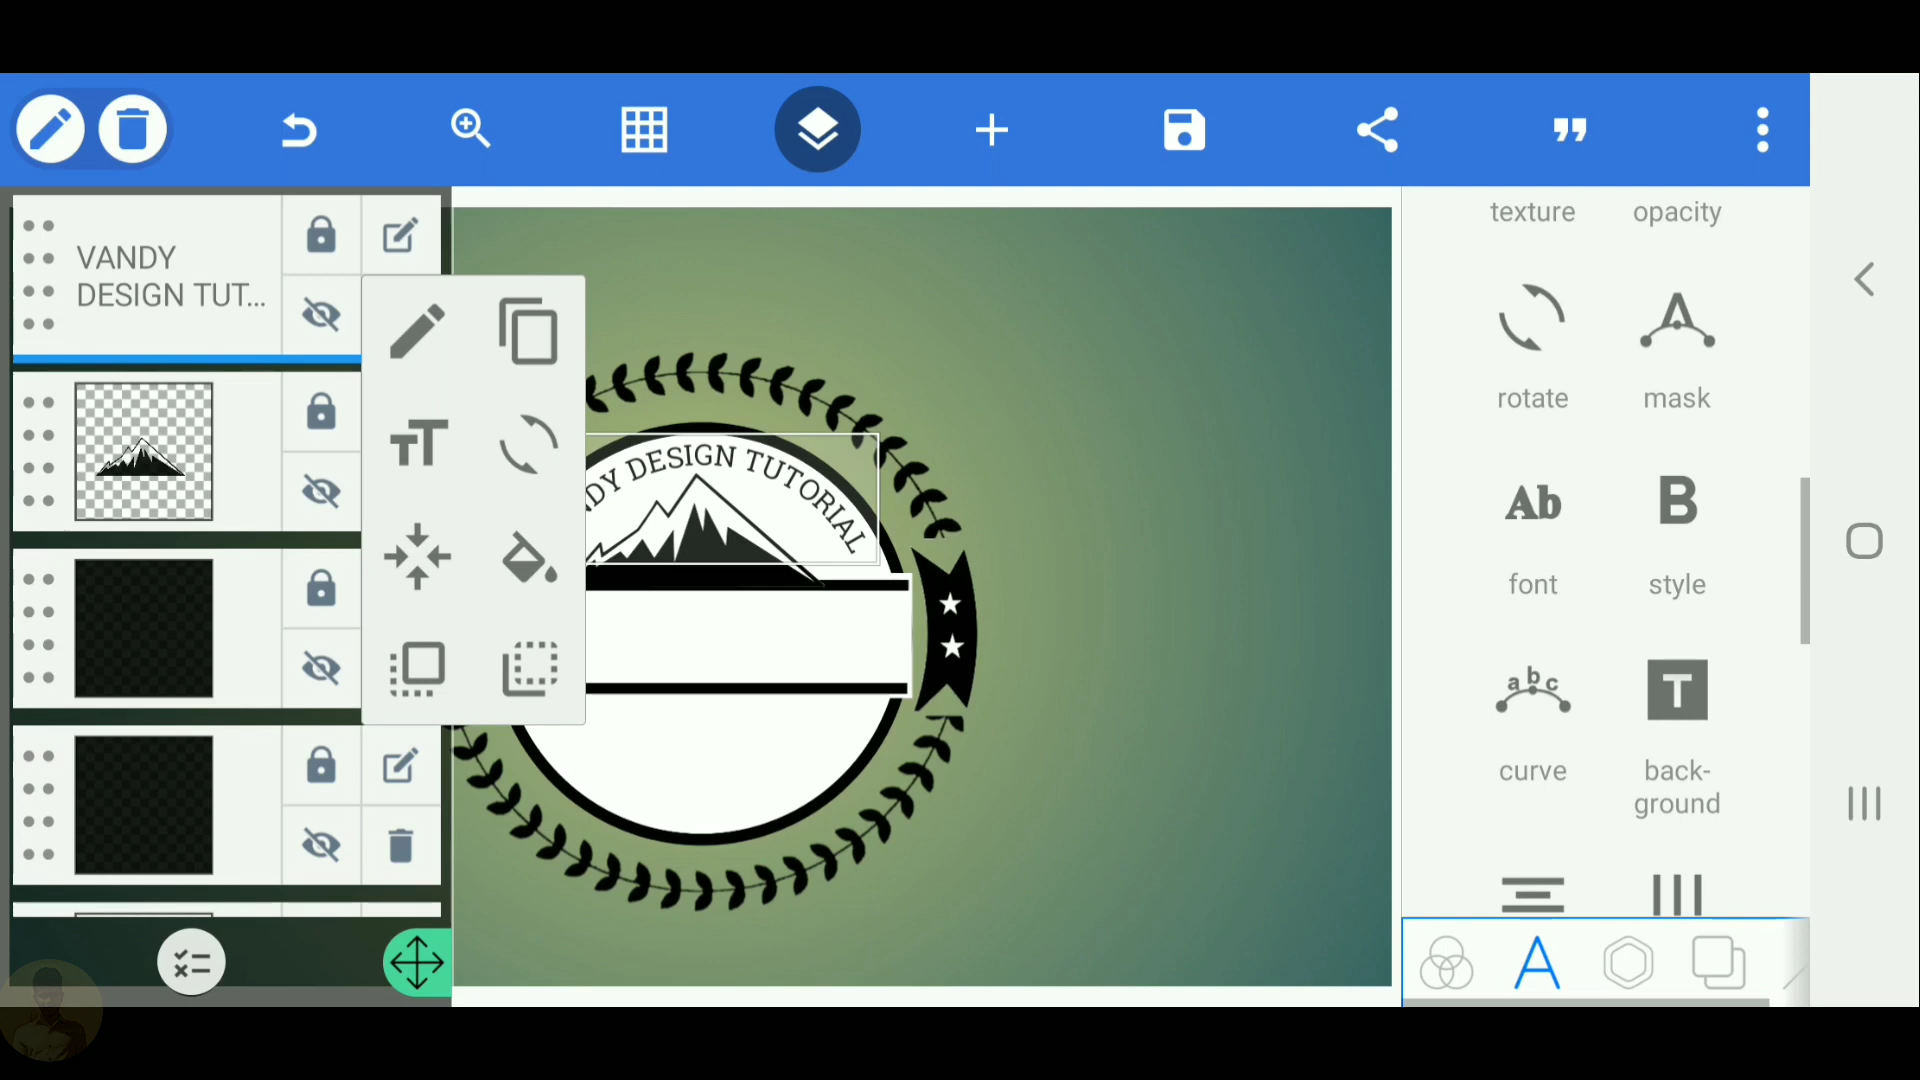 texture opacity
VANDY
DESIGN TUT...
rotate mask
DY DESIGN TUTORIAL
Ab B
font style
abc T
curve back-
ground